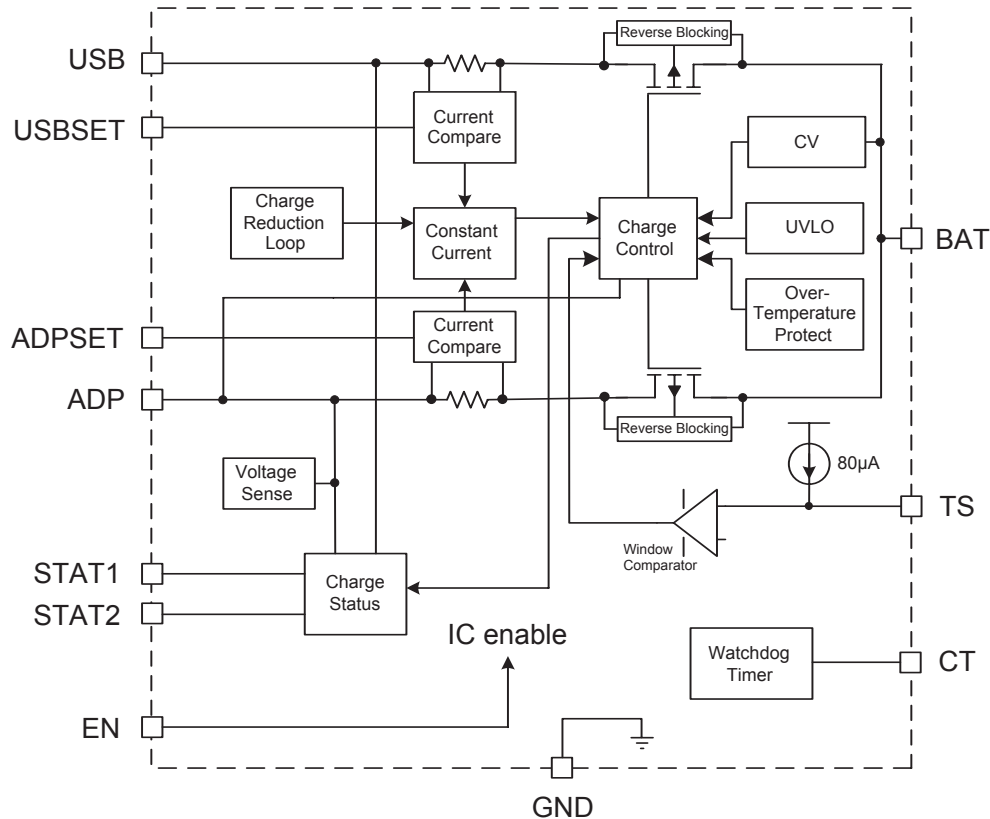 Reverse Blocking
USB
USBSET
Current
Compare
CV
Charge
Reduction
Loop
Constant
Current
Charge
Control
UVLO
BAT
Over-
Temperature
Protect
ADPSET
Current
Compare
ADP
Reverse Blocking
Voltage
Sense
80µA
TS
Window
Comparator
STAT1
STAT2
Charge
Status
IC enable
Watchdog
Timer
CT
EN
GND